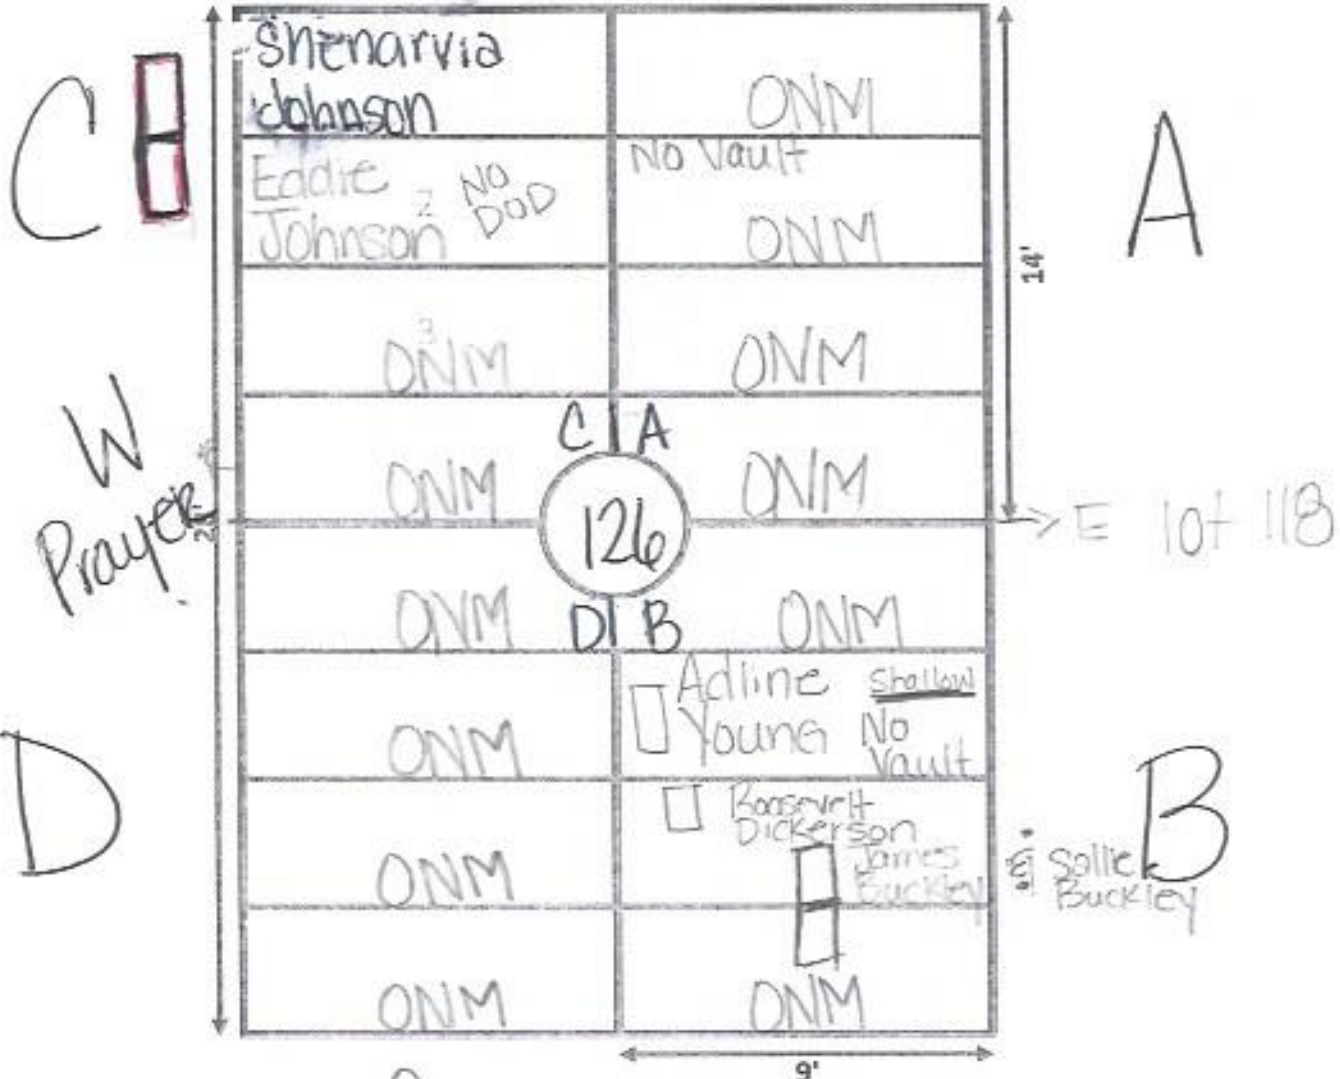 C
Shenarvia
Johnson
ONM
A
Eddie
Johnson
2
NO
DOD
No Vault
ONM
14'
3
ONM
ONM
W
Prayer
C A
ONM
ONM
126
E lot 118
D B
ONM
ONM
ONM
Adline
Young
Shallow
No
Vault
D
ONM
Roosevelt
Dickerson
James
Buckley
B
Sallie
Buckley
ONM
ONM
9'